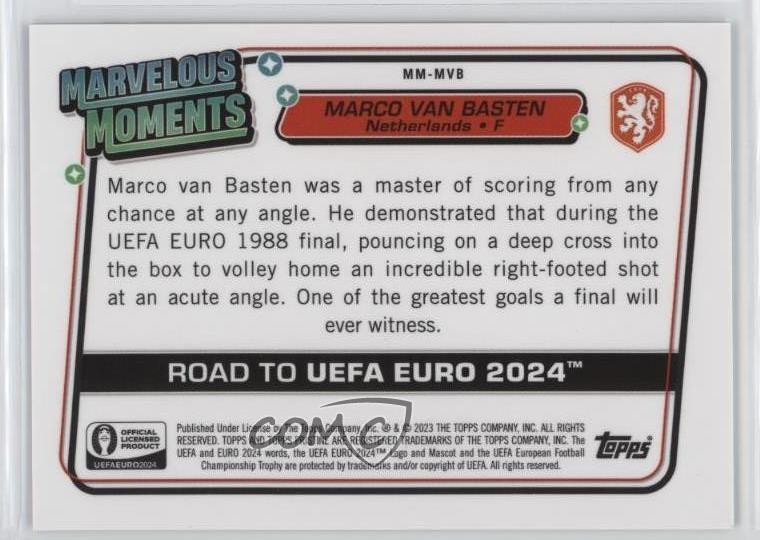 MARVELOUS
MOMENTS
MM-MVB
MARCO VAN BASTEN
Netherlands • F
Marco van Basten was a master of scoring from any
chance at any angle. He demonstrated that during the
UEFA EURO 1988 final, pouncing on a deep cross into
the box to volley home an incredible right-footed shot
at an acute angle. One of the greatest goals a final will
ever witness.
ROAD TO UEFA EURO 2024™
OFFICIAL
LICENSED
PRODUCT
UEFAEURO2024
Published Under License by The Topps Company, Inc. ® & © 2023 THE TOPPS COMPANY, INC. ALL RIGHTS
RESERVED. TOPPS AND TOPPS PRISTINE ARE REGISTERED TRADEMARKS OF THE TOPPS COMPANY, INC. The
UEFA and EURO 2024 words, the UEFA EURO 2024™ Logo and Mascot and the UEFA European Football
Championship Trophy are protected by trademarks and/or copyright of UEFA. All rights reserved.
COMC
topps